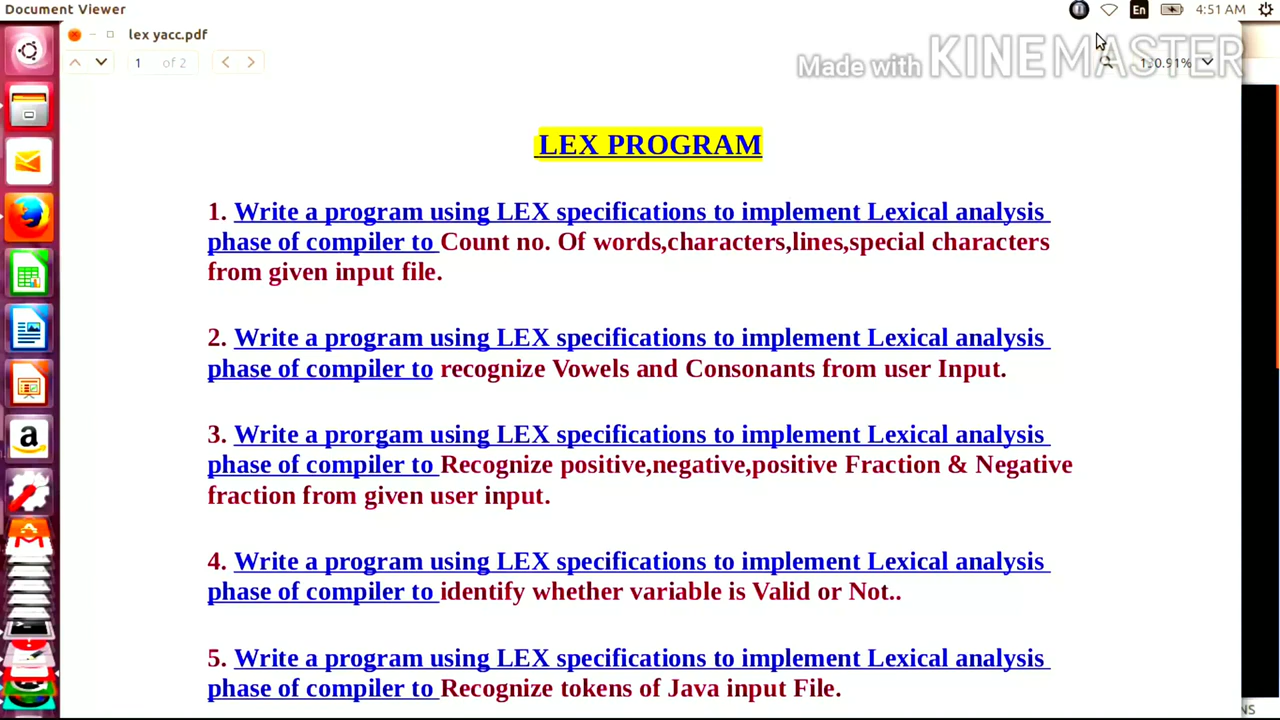 Document Viewer
En
4:51 AM
lex yacc.pdf
1 of 2
Made with KINEMASTER
LEX PROGRAM
1. Write a program using LEX specifications to implement Lexical analysis
phase of compiler to Count no. Of words,characters,lines,special characters
from given input file.
2. Write a program using LEX specifications to implement Lexical analysis
phase of compiler to recognize Vowels and Consonants from user Input.
3. Write a prorgam using LEX specifications to implement Lexical analysis
phase of compiler to Recognize positive,negative,positive Fraction & Negative
fraction from given user input.
4. Write a program using LEX specifications to implement Lexical analysis
phase of compiler to identify whether variable is Valid or Not..
5. Write a program using LEX specifications to implement Lexical analysis
phase of compiler to Recognize tokens of Java input File.
a
NS